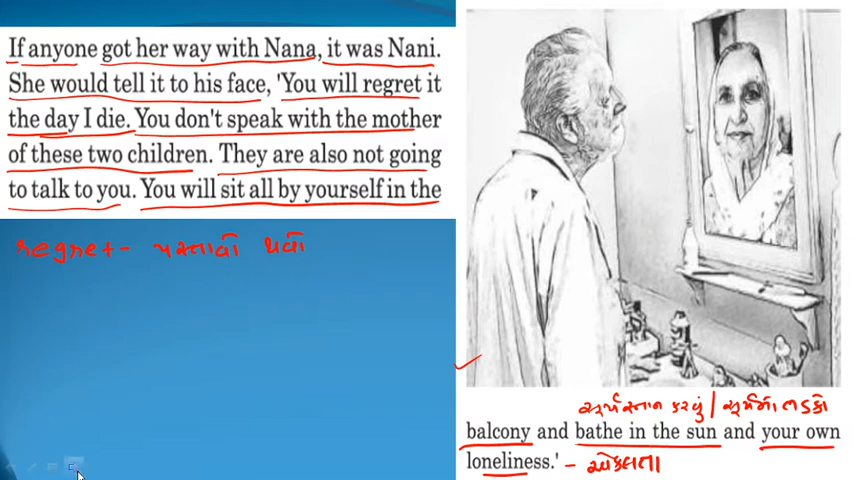 If anyone got her way with Nana, it was Nani.
She would tell it to his face, 'You will regret it
the day I die. You don't speak with the mother
of these two children. They are also not going
to talk to you. You will sit all by yourself in the
regret - પસ્તાવો થવો
સૂર્યસ્નાન કરવું / સૂર્યનો તડકો
balcony and bathe in the sun and your own
loneliness.' - એકલતા